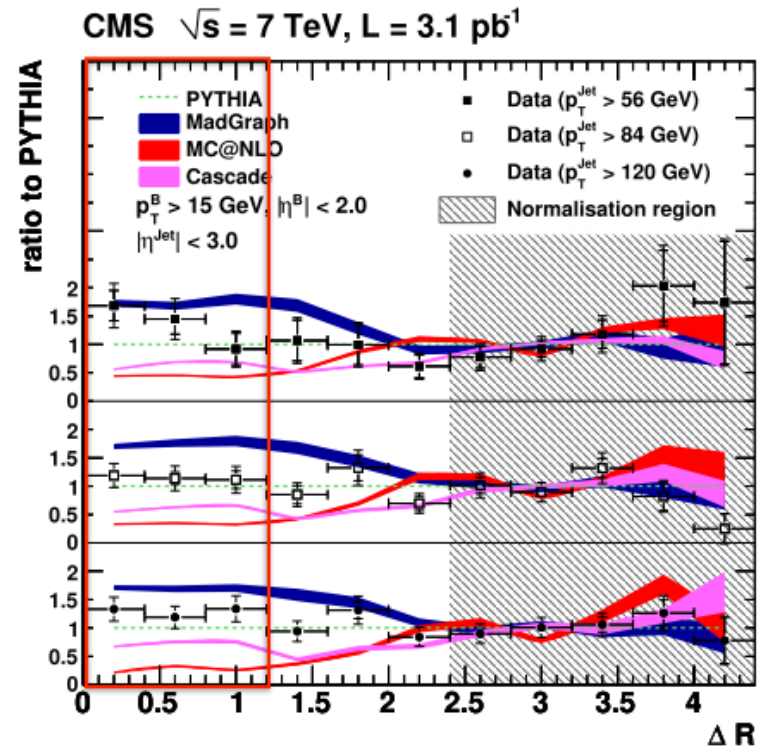 CMS √s = 7 TeV, L = 3.1 pb⁻¹
ratio to PYTHIA
PYTHIA
MadGraph
MC@NLO
Cascade
p_T^B > 15 GeV, |η^B| < 2.0
|η^Jet| < 3.0
Data (p_T^Jet > 56 GeV)
Data (p_T^Jet > 84 GeV)
Data (p_T^Jet > 120 GeV)
Normalisation region
2
1.5
1
0.5
0
2
1.5
1
0.5
0
2
1.5
1
0.5
0
0 0.5 1 1.5 2 2.5 3 3.5 4
Δ R